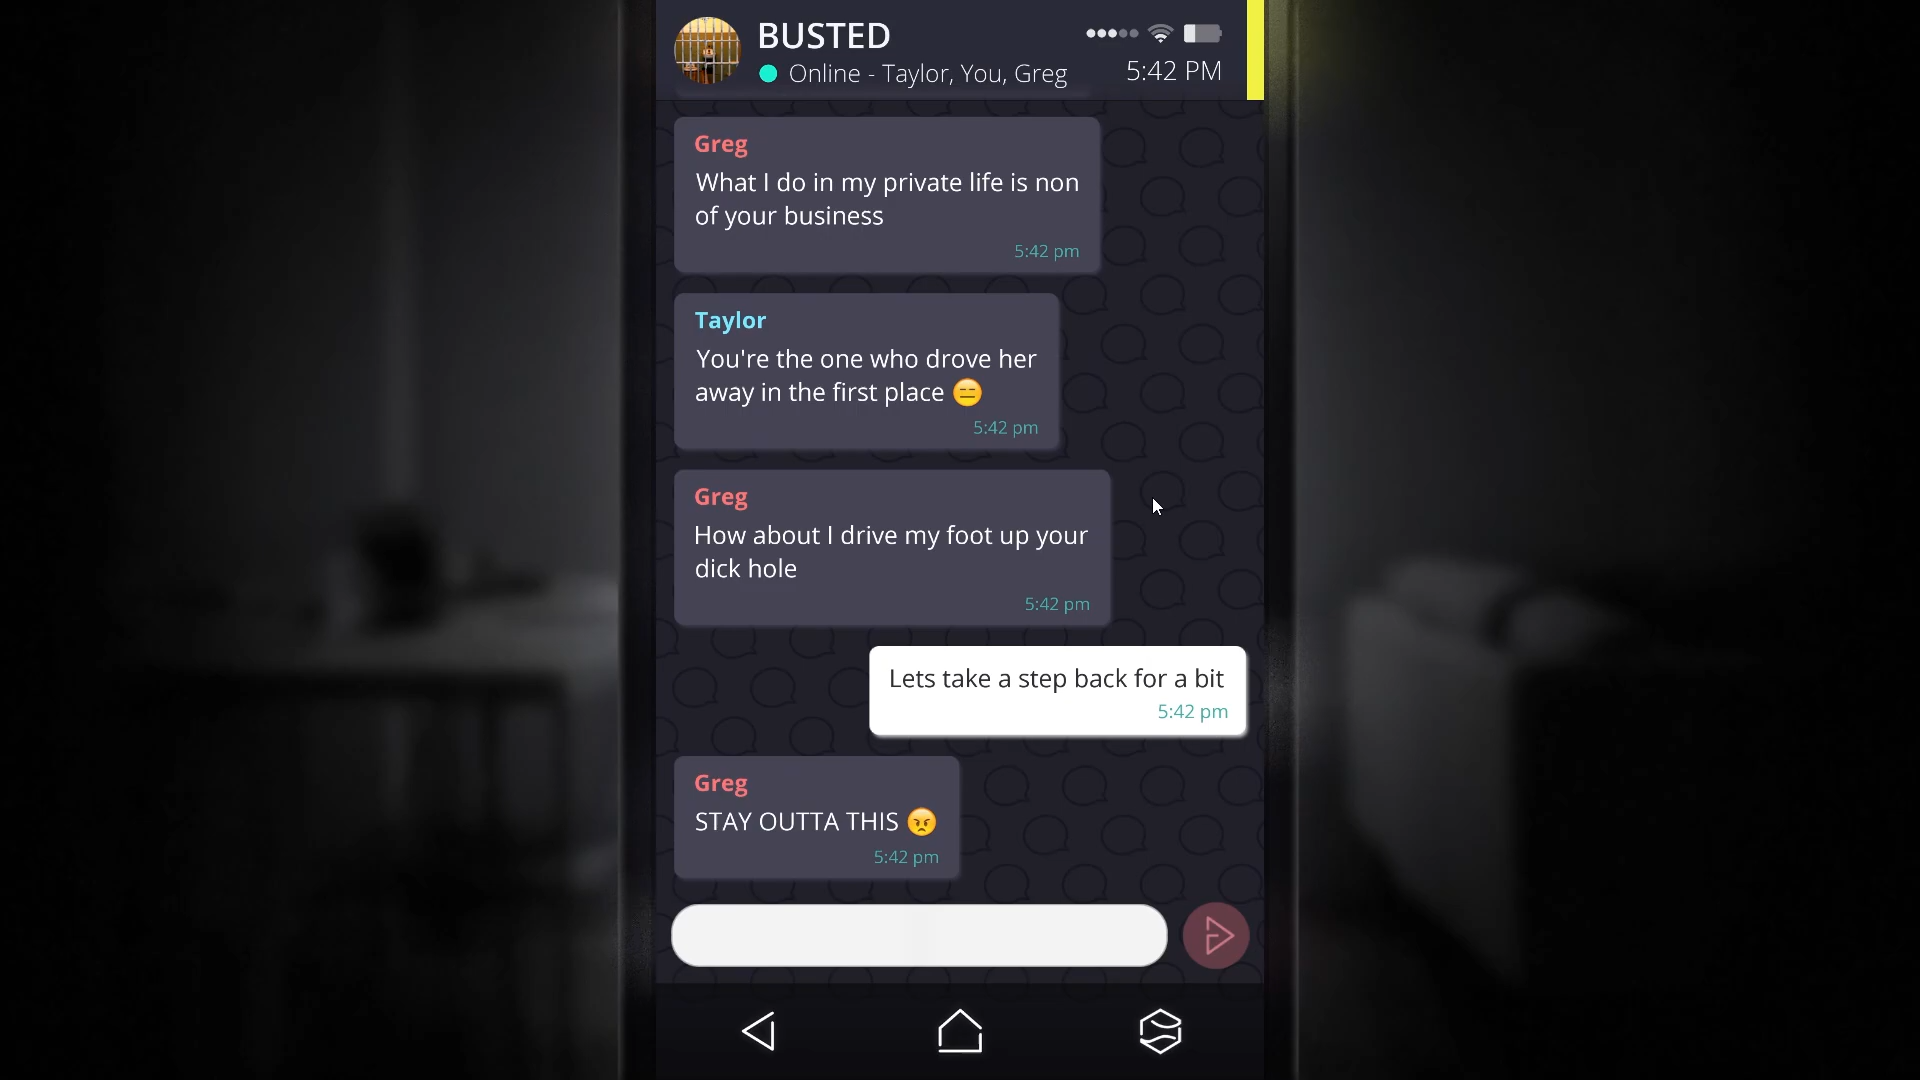 BUSTED
Online - Taylor, You, Greg
5:42 PM
Greg
What I do in my private life is non
of your business
5:42 pm
Taylor
You're the one who drove her
away in the first place 😑
5:42 pm
Greg
How about I drive my foot up your
dick hole
5:42 pm
Lets take a step back for a bit
5:42 pm
Greg
STAY OUTTA THIS 😠
5:42 pm